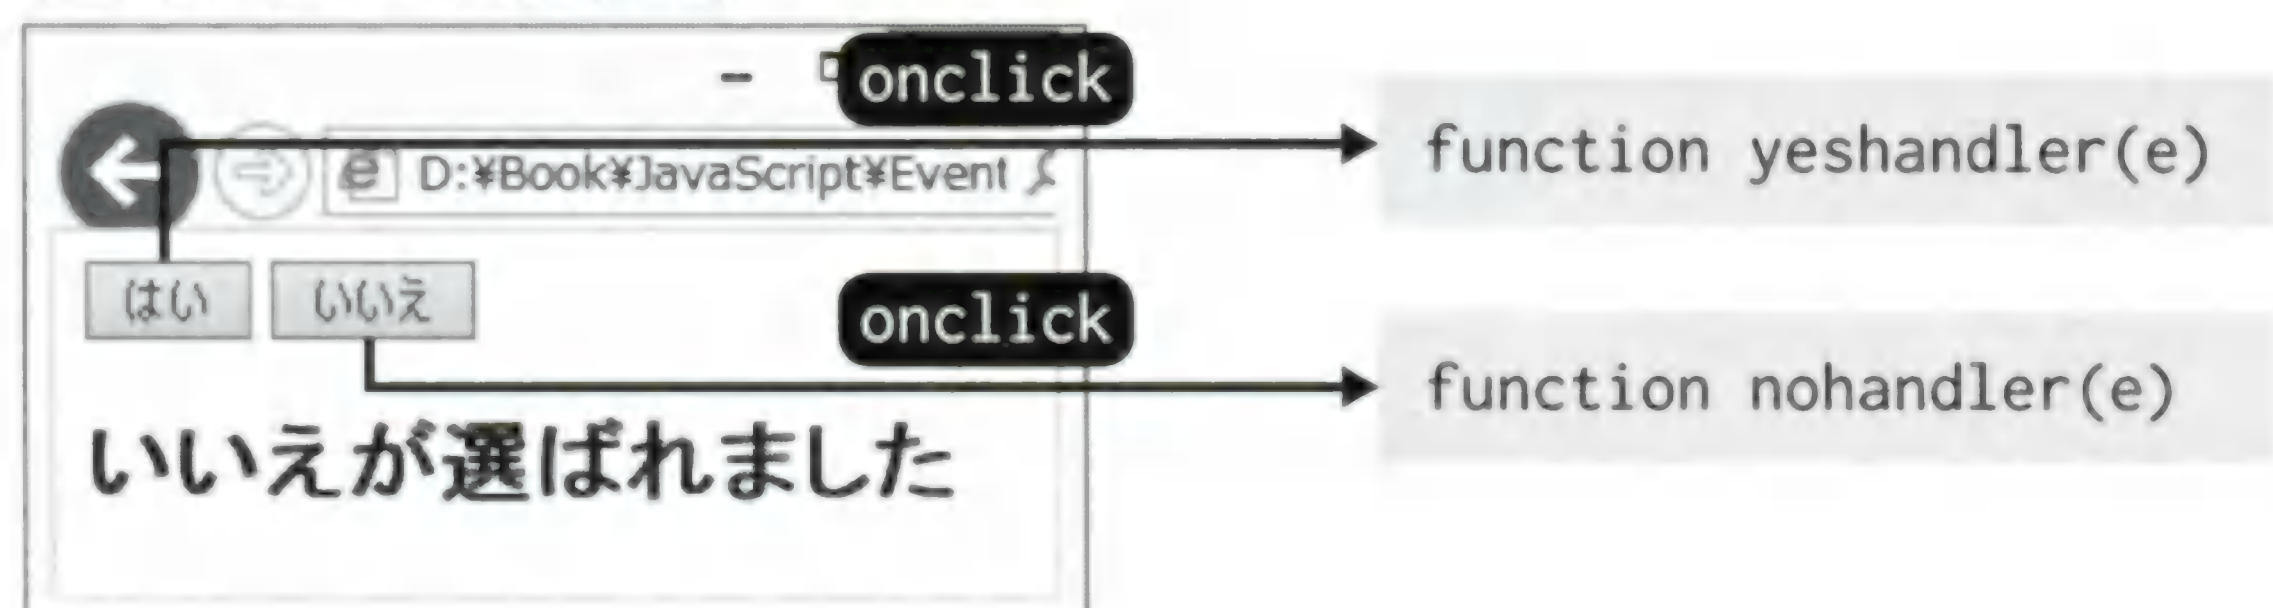 onclick
function yeshandler(e)
D:¥Book¥JavaScript¥Event
はい いいえ
onclick
function nohandler(e)
いいえが選ばれました